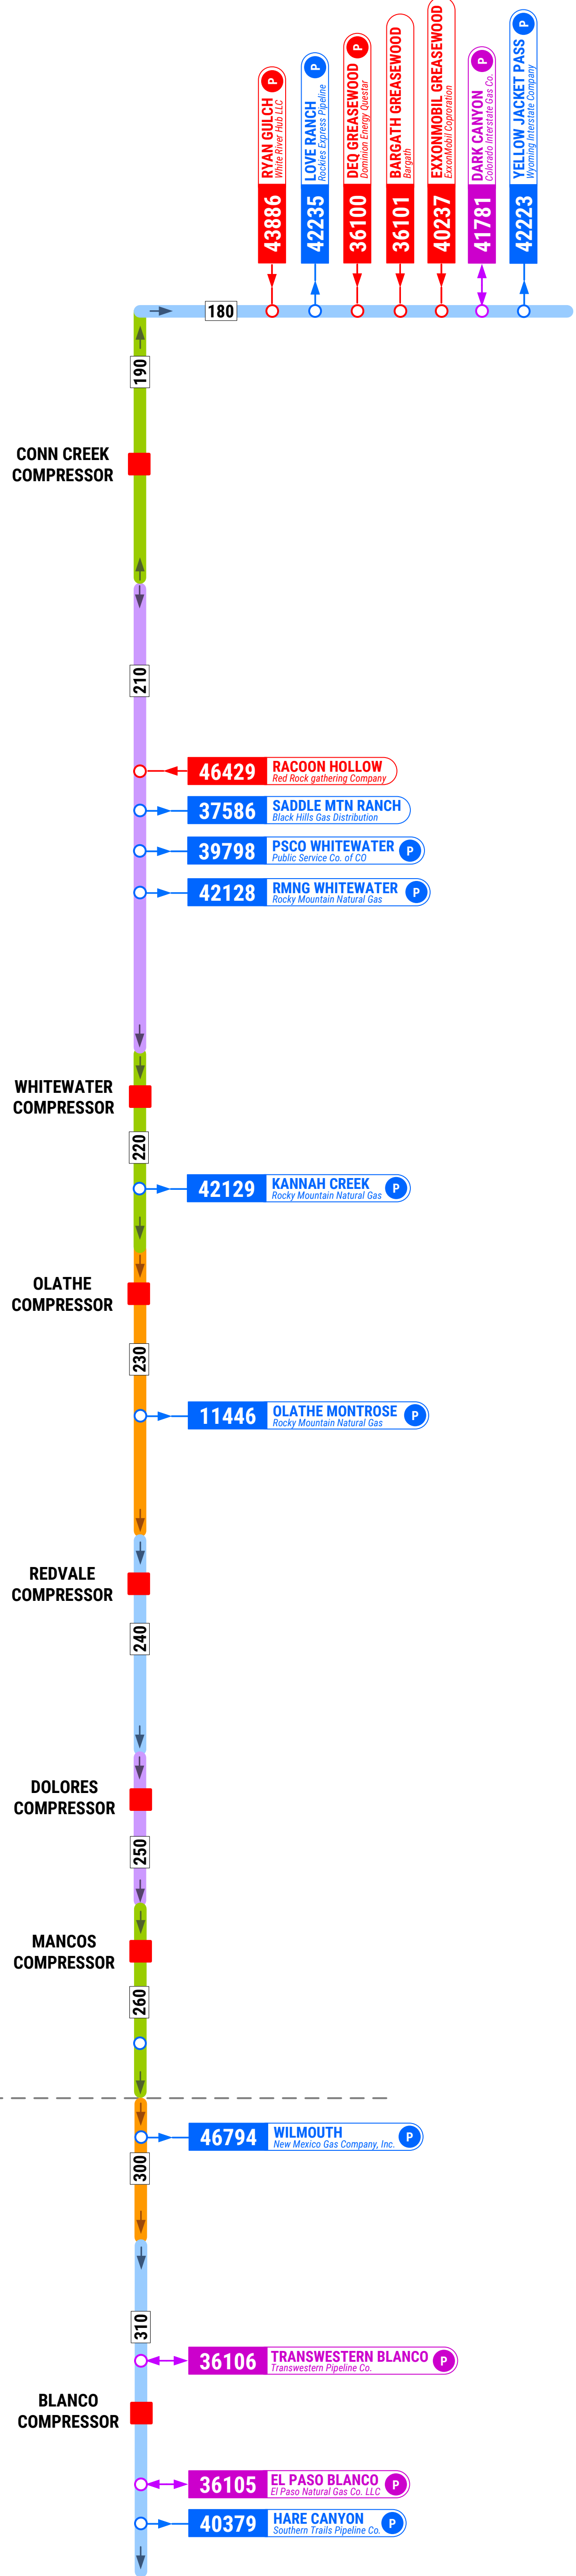 RYAN GULCH
White River Hub LLC
P
43886
LOVE RANCH
Rockies Express Pipeline
P
42235
DEQ GREASEWOOD
Dominion Energy Questar
P
36100
BARGATH GREASEWOOD
Bargath
36101
EXXONMOBIL GREASEWOOD
ExxonMobil Coproration
40237
DARK CANYON
Colorado Interstate Gas Co.
P
41781
YELLOW JACKET PASS
Wyoming Interstate Company
P
42223
180
190
CONN CREEK
COMPRESSOR
210
46429 RACOON HOLLOW
Red Rock gathering Company
37586 SADDLE MTN RANCH
Black Hills Gas Distribution
39798 PSCO WHITEWATER P
Public Service Co. of CO
42128 RMNG WHITEWATER P
Rocky Mountain Natural Gas
WHITEWATER
COMPRESSOR
220
42129 KANNAH CREEK P
Rocky Mountain Natural Gas
OLATHE
COMPRESSOR
230
11446 OLATHE MONTROSE P
Rocky Mountain Natural Gas
REDVALE
COMPRESSOR
240
DOLORES
COMPRESSOR
250
MANCOS
COMPRESSOR
260
46794 WILMOUTH P
New Mexico Gas Company, Inc.
300
310
36106 TRANSWESTERN BLANCO P
Transwestern Pipeline Co.
BLANCO
COMPRESSOR
36105 EL PASO BLANCO P
El Paso Natural Gas Co. LLC
40379 HARE CANYON P
Southern Trails Pipeline Co.